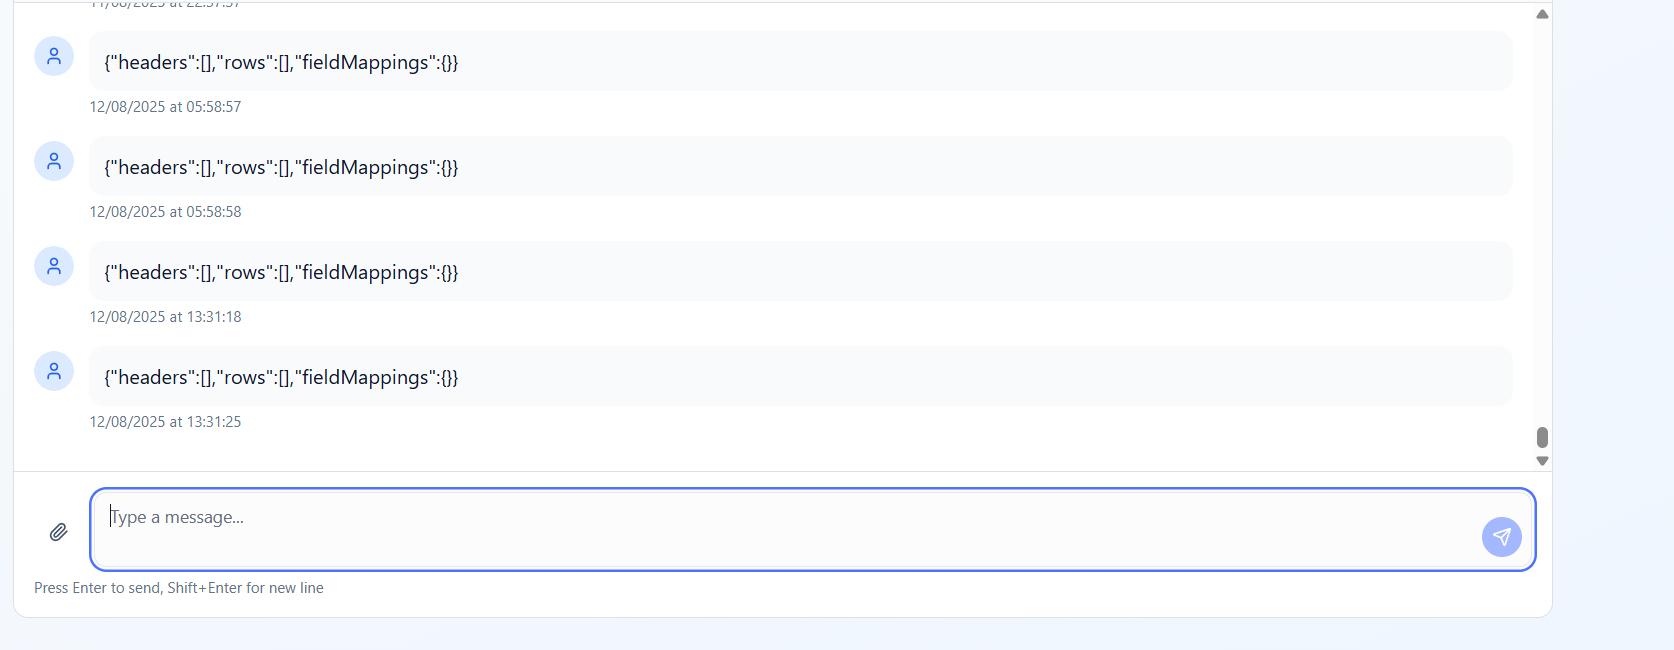 {"headers":[],"rows":[],"fieldMappings":{}}
12/08/2025 at 05:58:57
{"headers":[],"rows":[],"fieldMappings":{}}
12/08/2025 at 05:58:58
{"headers":[],"rows":[],"fieldMappings":{}}
12/08/2025 at 13:31:18
{"headers":[],"rows":[],"fieldMappings":{}}
12/08/2025 at 13:31:25
Type a message...
Press Enter to send, Shift+Enter for new line